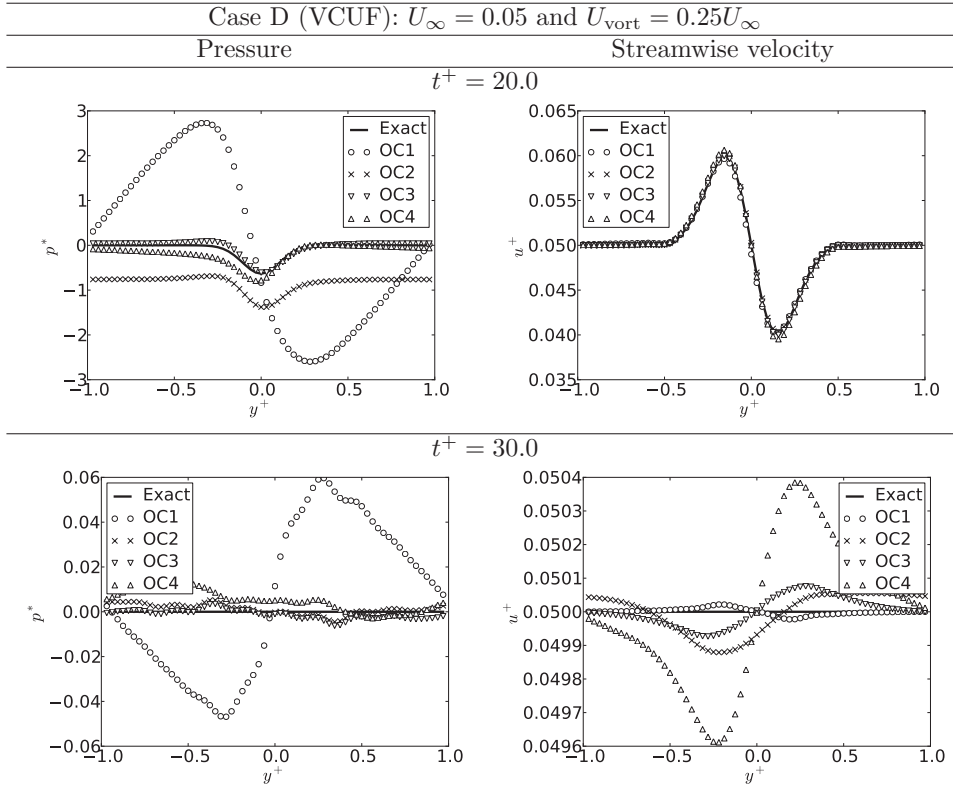 Case D (VCUF): U∞ = 0.05 and Uvort = 0.25U∞
Pressure Streamwise velocity
t+ = 20.0
3
2
1
0
−1
−2
−3
−1.0 −0.5 0.0 0.5 1.0
y+
p*
Exact
OC1
OC2
OC3
OC4
0.065
0.060
0.055
0.050
0.045
0.040
0.035
−1.0 −0.5 0.0 0.5 1.0
y+
u+
Exact
OC1
OC2
OC3
OC4
t+ = 30.0
0.06
0.04
0.02
0.00
−0.02
−0.04
−0.06
−1.0 −0.5 0.0 0.5 1.0
y+
p*
Exact
OC1
OC2
OC3
OC4
0.0504
0.0503
0.0502
0.0501
0.0500
0.0499
0.0498
0.0497
0.0496
−1.0 −0.5 0.0 0.5 1.0
y+
u+
Exact
OC1
OC2
OC3
OC4